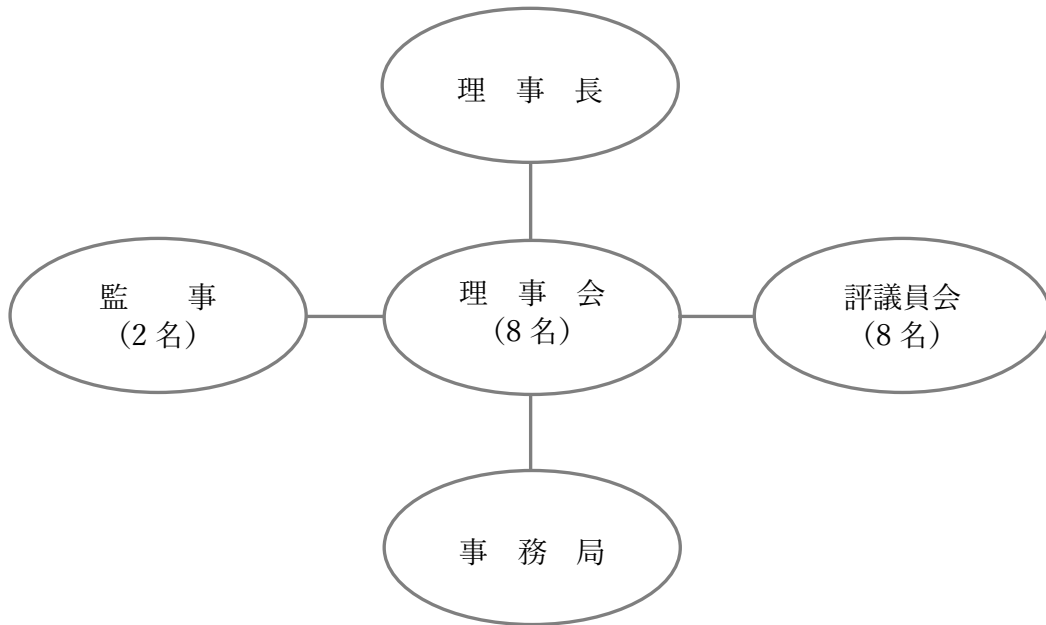 理　事　長
監　　事
(2 名)
理　事　会
(8 名)
評議員会
(8 名)
事　務　局